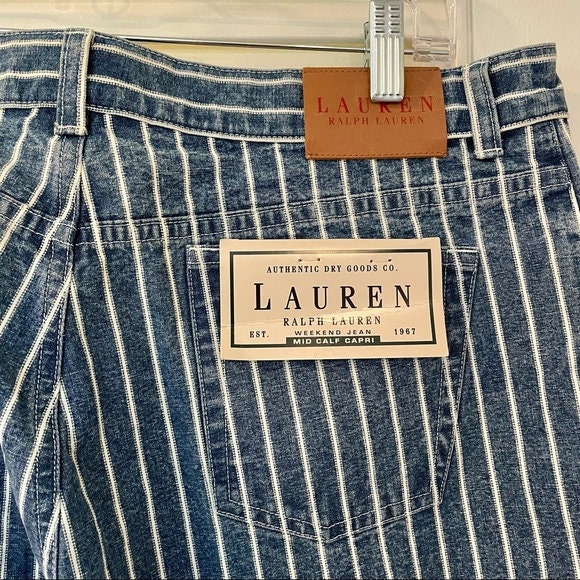 LAUREN
RALPH LAUREN
AUTHENTIC DRY GOODS CO.
LAUREN
RALPH LAUREN
EST. WEEKEND JEAN 1967
MID CALF CAPRI